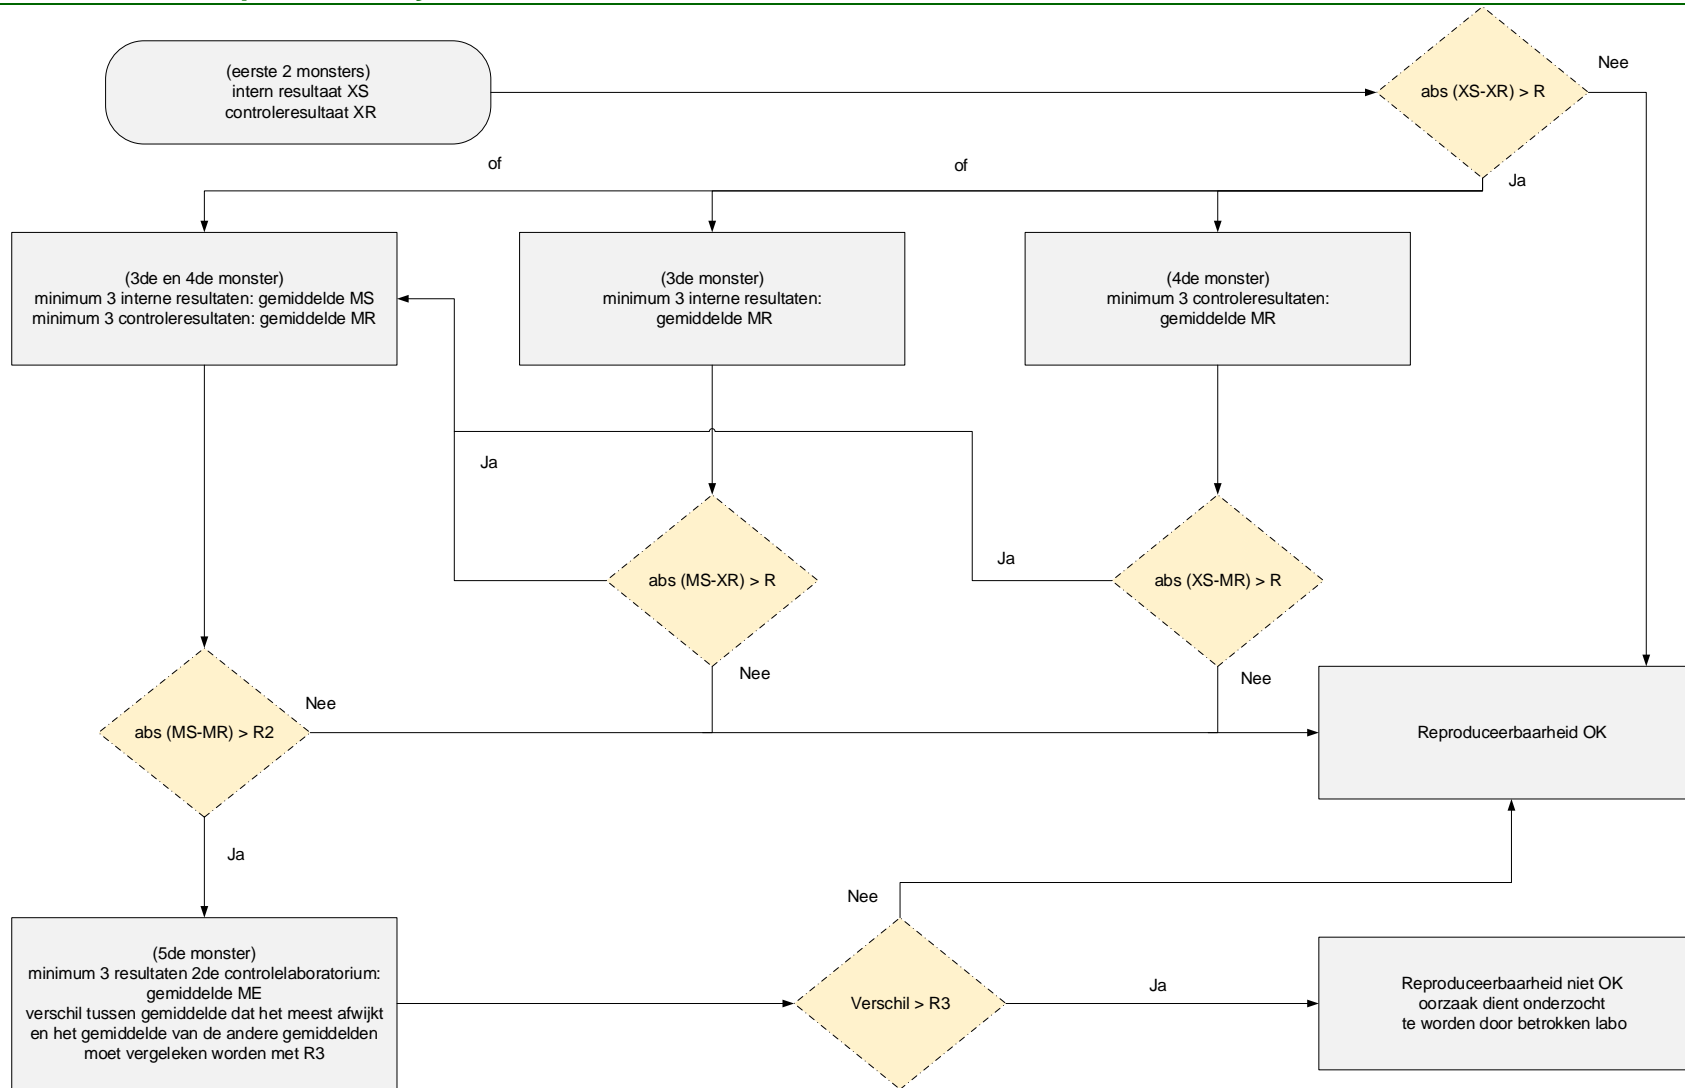 (eerste 2 monsters)
intern resultaat XS
controleresultaat XR
abs (XS-XR) > R
Nee
of
of
Ja
(3de en 4de monster)
minimum 3 interne resultaten: gemiddelde MS
minimum 3 controleresultaten: gemiddelde MR
(3de monster)
minimum 3 interne resultaten:
gemiddelde MR
(4de monster)
minimum 3 controleresultaten:
gemiddelde MR
Ja
Ja
abs (MS-XR) > R
abs (XS-MR) > R
Nee
Nee
Nee
abs (MS-MR) > R2
Reproduceerbaarheid OK
Ja
Nee
(5de monster)
minimum 3 resultaten 2de controlelaboratorium:
gemiddelde ME
verschil tussen gemiddelde dat het meest afwijkt
en het gemiddelde van de andere gemiddelden
moet vergeleken worden met R3
Verschil > R3
Ja
Reproduceerbaarheid niet OK
oorzaak dient onderzocht
te worden door betrokken labo